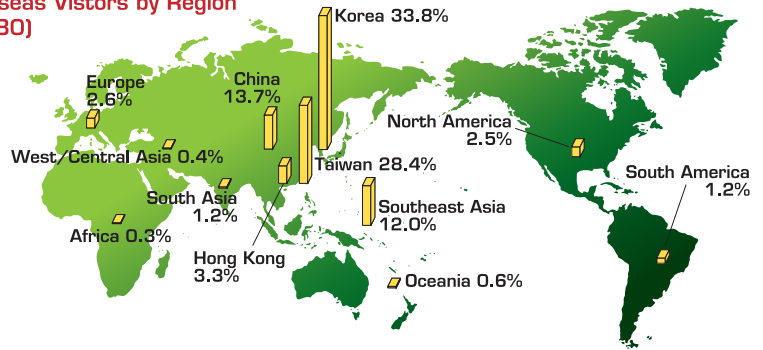 seas Vistors by Region
BO)
Korea 33.8%
Europe
2.6%
China
13.7%
North America
2.5%
West/Central Asia 0.4%
Taiwan 28.4%
South America
1.2%
South Asia
1.2%
Southeast Asia
12.0%
Africa 0.3%
Hong Kong
3.3%
Oceania 0.6%